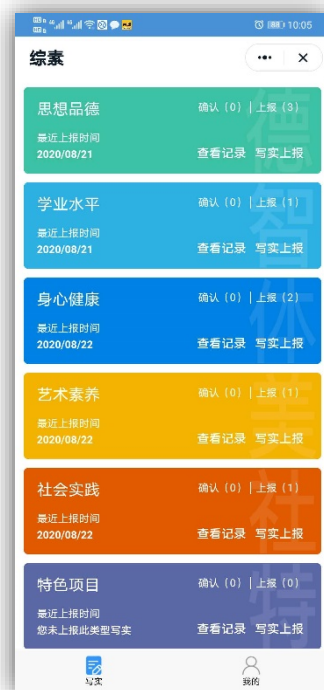 10:05
综素
思想品德 确认（0）| 上报（3）
德
最近上报时间
2020/08/21 查看记录 写实上报
学业水平 确认（0）| 上报（1）
智
最近上报时间
2020/08/21 查看记录 写实上报
身心健康 确认（0）| 上报（2）
体
最近上报时间
2020/08/22 查看记录 写实上报
艺术素养 确认（0）| 上报（1）
美
最近上报时间
2020/08/22 查看记录 写实上报
社会实践 确认（0）| 上报（1）
社
最近上报时间
2020/08/22 查看记录 写实上报
特色项目 确认（0）| 上报（0）
特
最近上报时间
您未上报此类型写实 查看记录 写实上报
写实 我的